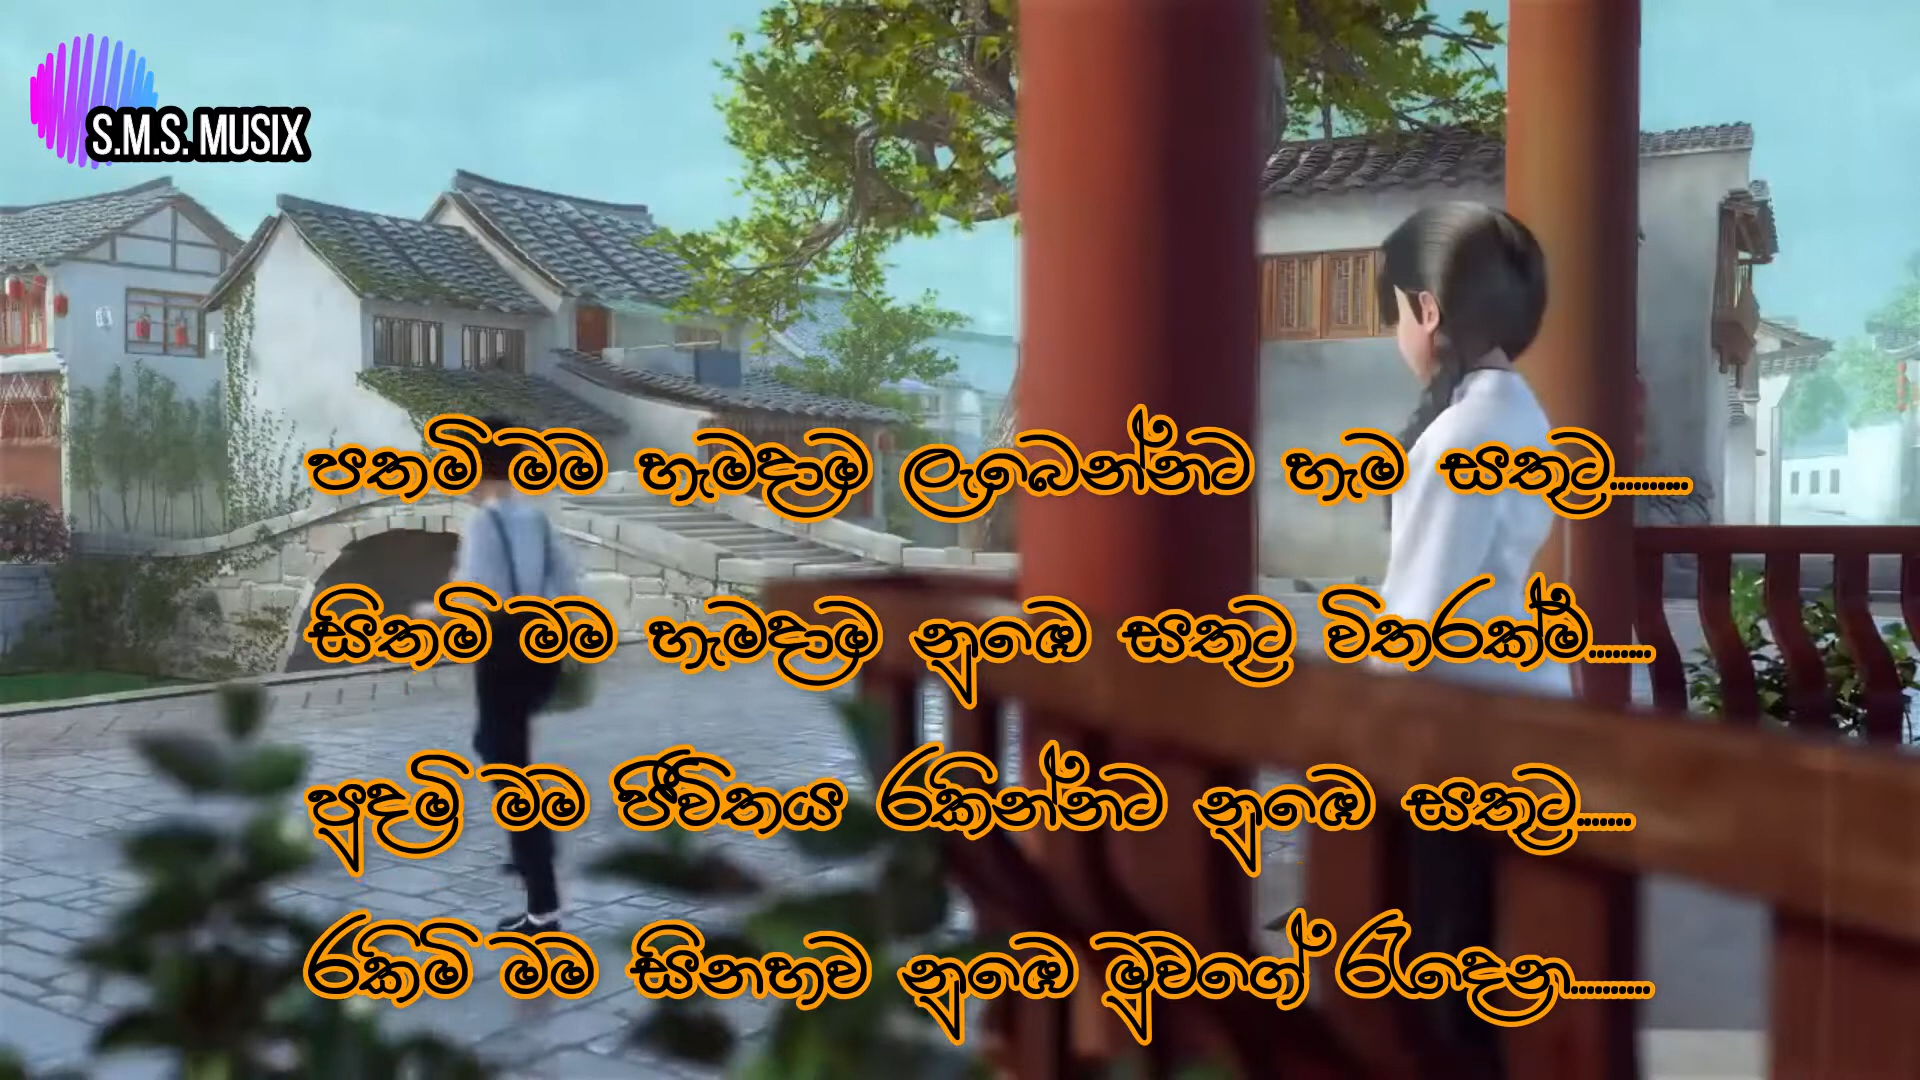 S.M.S. MUSIX
පතමි මම හැමදාම ලැබෙන්නට හැම සතුට..........
සිතමි මම හැමදාම නුඹෙ සතුට විතරක්ම........
පුදමි මම ජීවිතය රකින්නට නුඹෙ සතුට.......
රකිමි මම සිනහව නුඹෙ මුවගේ රැඳෙන..........